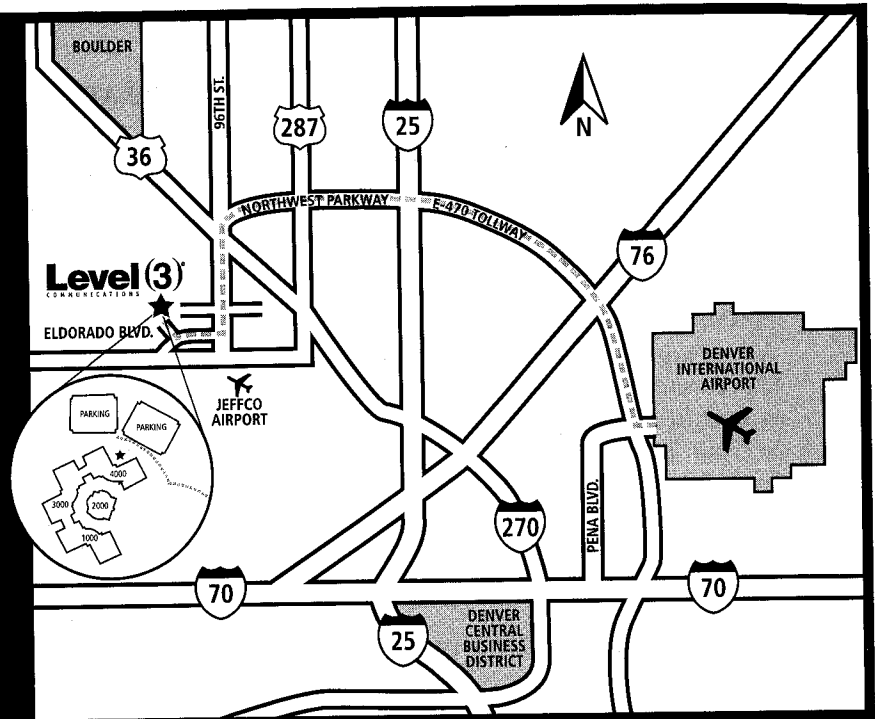 BOULDER
96TH ST.
287
25
N
36
NORTHWEST PARKWAY
E-470 TOLLWAY
76
Level (3)
COMMUNICATIONS
ELDORADO BLVD.
DENVER
INTERNATIONAL
AIRPORT
JEFFCO
AIRPORT
PARKING
PARKING
4000
3000
2000
1000
270
PENA BLVD.
70
70
25
DENVER
CENTRAL
BUSINESS
DISTRICT